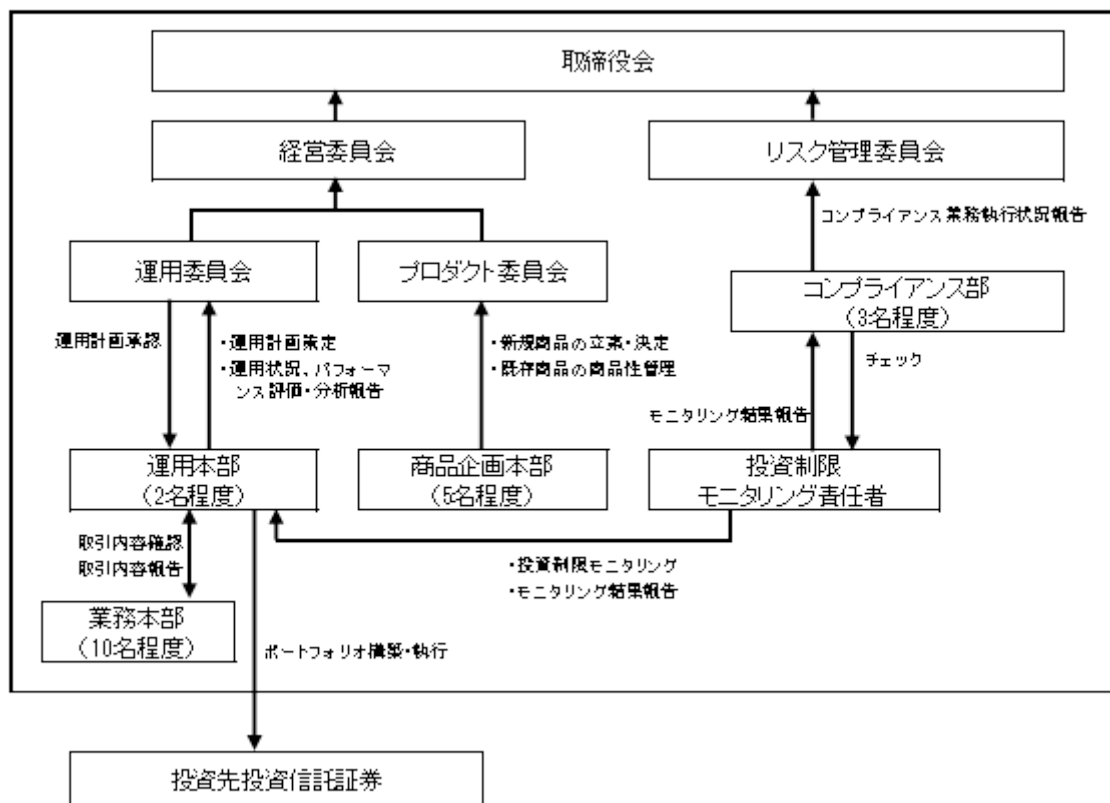 取締役会
経営委員会
リスク管理委員会
コンプライアンス業務執行状況報告
運用委員会
プロダクト委員会
コンプライアンス部
(3名程度)
運用計画承認
・運用計画策定
・運用状況、パフォーマ
ンス評価・分析報告
・新規商品の立案・決定
・既存商品の商品性管理
チェック
モニタリング結果報告
運用本部
(2名程度)
商品企画本部
(5名程度)
投資制限
モニタリング責任者
取引内容確認
取引内容報告
・投資制限モニタリング
・モニタリング結果報告
業務本部
(10名程度)
ポートフォリオ構築・執行
投資先投資信託証券